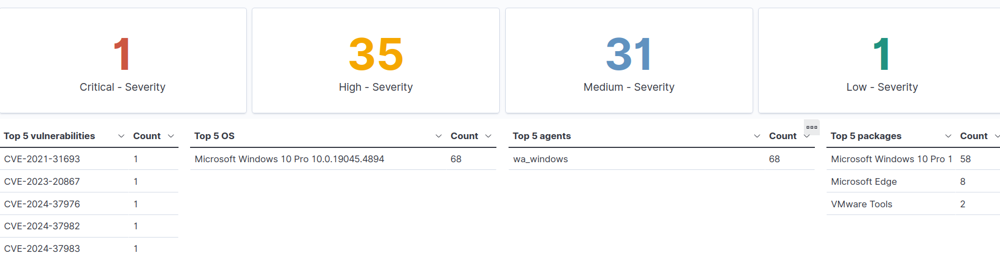 1
Critical - Severity
35
High - Severity
31
Medium - Severity
1
Low - Severity
Top 5 vulnerabilities Count
CVE-2021-31693 1
CVE-2023-20867 1
CVE-2024-37976 1
CVE-2024-37982 1
CVE-2024-37983 1
Top 5 OS Count
Microsoft Windows 10 Pro 10.0.19045.4894 68
Top 5 agents Count
wa_windows 68
Top 5 packages Count
Microsoft Windows 10 Pro 1 58
Microsoft Edge 8
VMware Tools 2